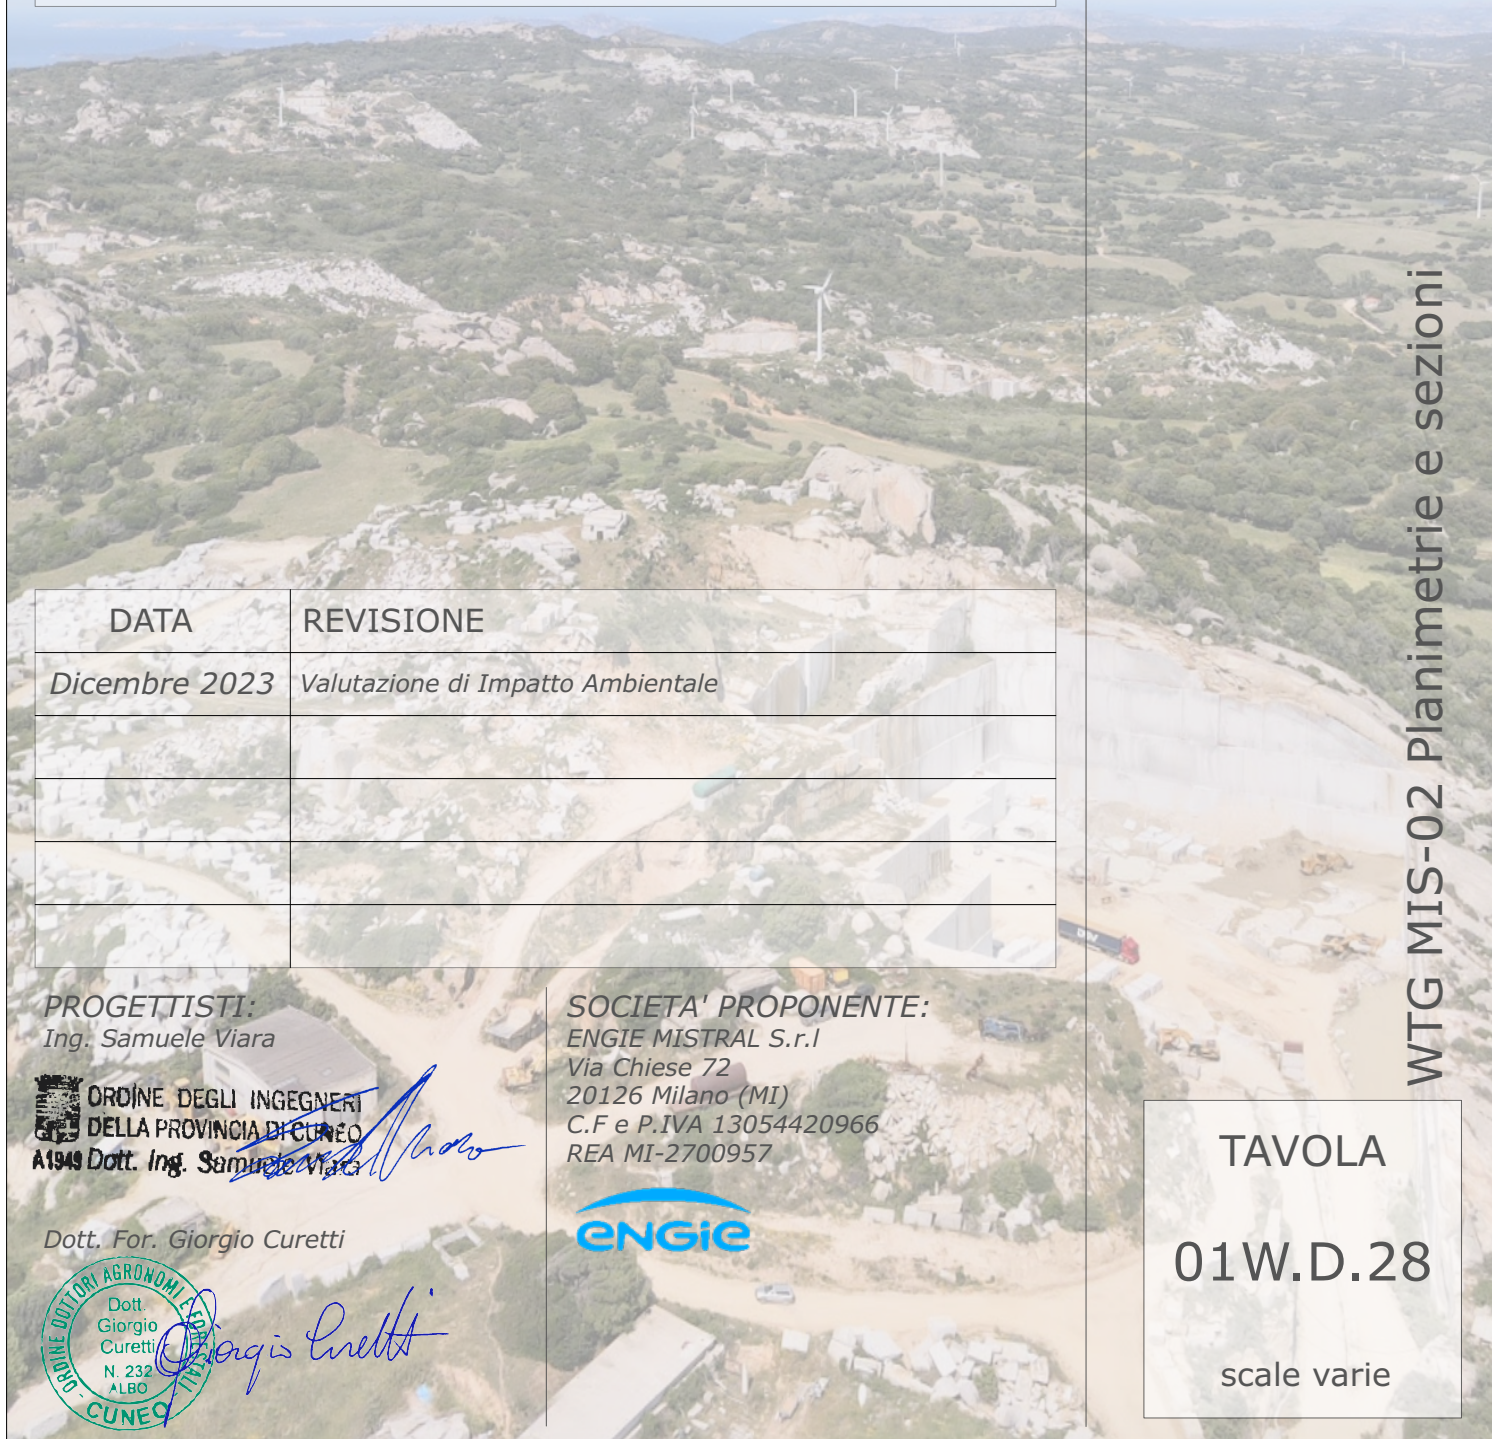 DATA REVISIONE
Dicembre 2023 Valutazione di Impatto Ambientale
PROGETTISTI:
Ing. Samuele Viara
ORDINE DEGLI INGEGNERI
DELLA PROVINCIA DI CUNEO
A1949 Dott. Ing. Samuele Viara
Dott. For. Giorgio Curetti
ORDINE DOTTORI AGRONOMI E FORESTALI
Dott.
Giorgio
Curetti
N. 232
ALBO
CUNEO
Giorgio Curetti
SOCIETA' PROPONENTE:
ENGIE MISTRAL S.r.l
Via Chiese 72
20126 Milano (MI)
C.F e P.IVA 13054420966
REA MI-2700957
ENGIE
WTG MIS-02 Planimetrie e sezioni
TAVOLA
01W.D.28
scale varie